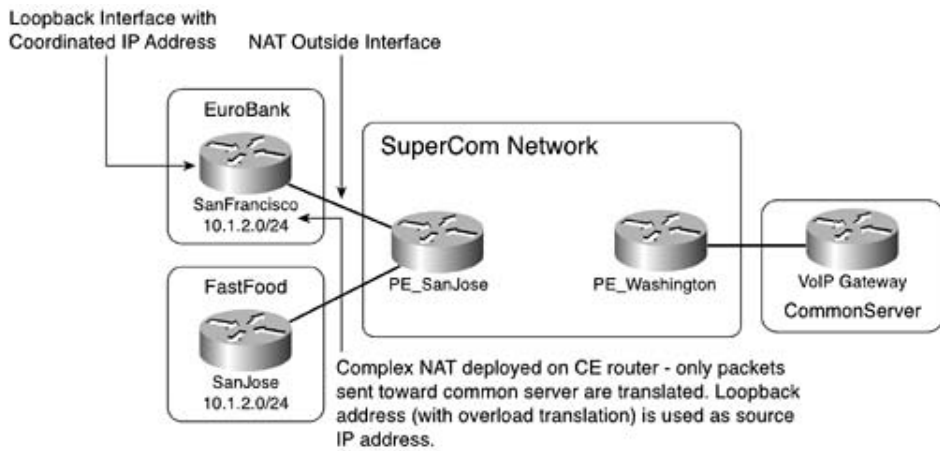 Loopback Interface with
Coordinated IP Address
NAT Outside Interface
EuroBank
SanFrancisco
10.1.2.0/24
SuperCom Network
PE_SanJose
PE_Washington
VoIP Gateway
CommonServer
FastFood
SanJose
10.1.2.0/24
Complex NAT deployed on CE router - only packets
sent toward common server are translated. Loopback
address (with overload translation) is used as source
IP address.